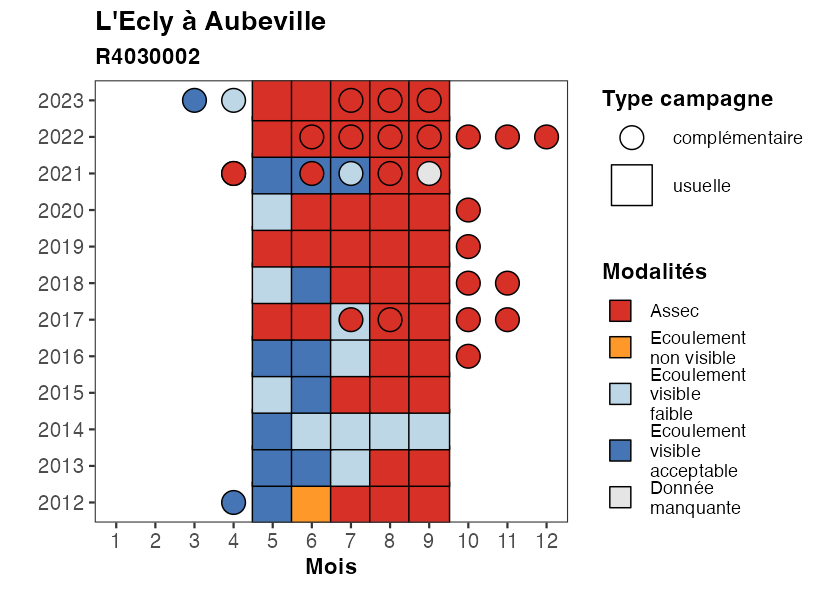 L'Ecly à Aubeville
R4030002
2023
2022
2021
2020
2019
2018
2017
2016
2015
2014
2013
2012
1 2 3 4 5 6 7 8 9 10 11 12
Mois
Type campagne
complémentaire
usuelle
Modalités
Assec
Ecoulement
non visible
Ecoulement
visible
faible
Ecoulement
visible
acceptable
Donnée
manquante